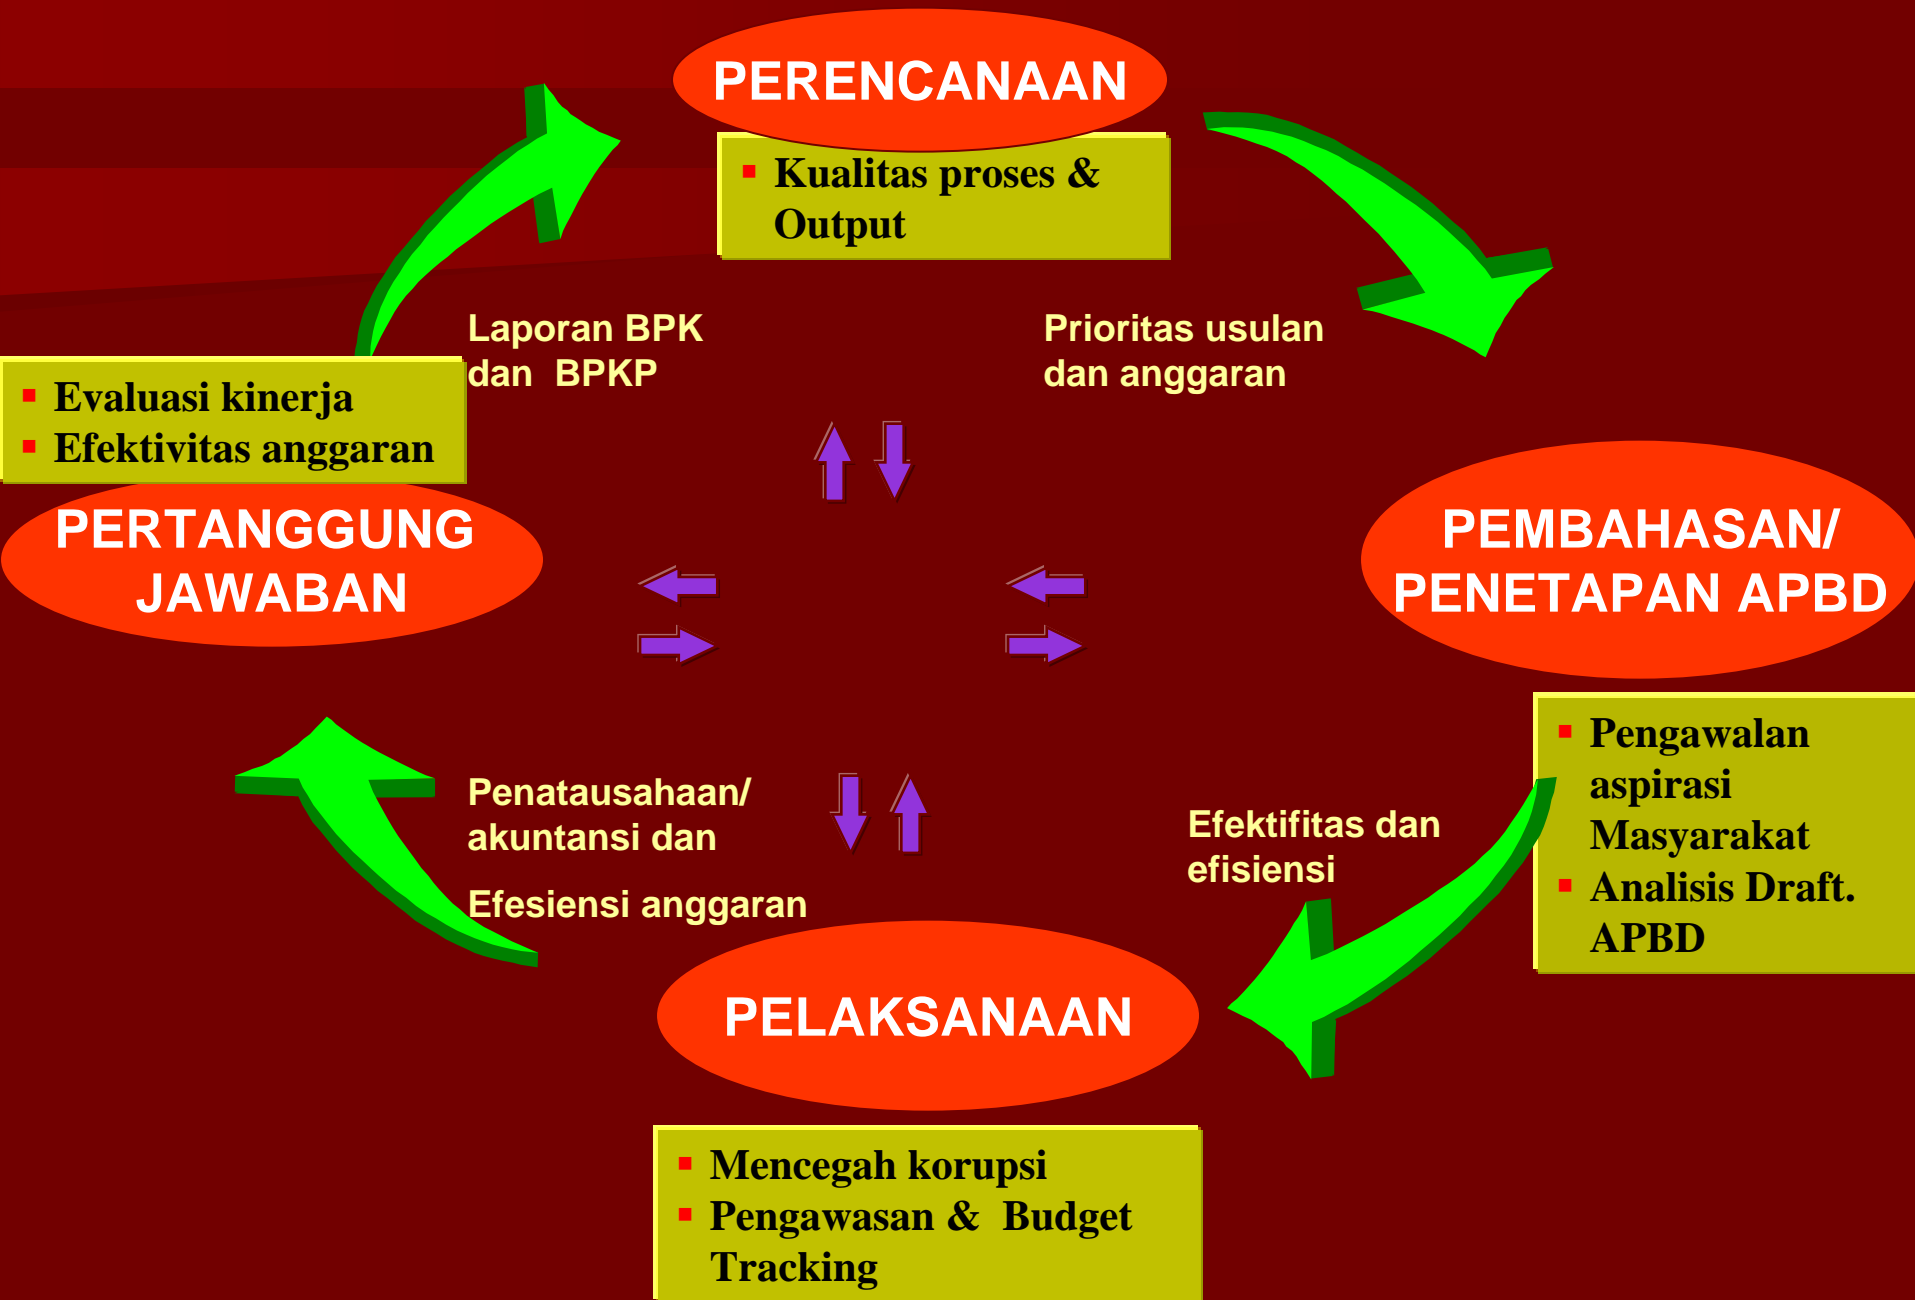 PERENCANAAN
▪ Kualitas proses &
Output
Laporan BPK
dan BPKP
Prioritas usulan
dan anggaran
▪ Evaluasi kinerja
▪ Efektivitas anggaran
PERTANGGUNG
JAWABAN
PEMBAHASAN/
PENETAPAN APBD
▪ Pengawalan
aspirasi
Masyarakat
▪ Analisis Draft.
APBD
Penatausahaan/
akuntansi dan
Efesiensi anggaran
Efektifitas dan
efisiensi
PELAKSANAAN
▪ Mencegah korupsi
▪ Pengawasan & Budget
Tracking